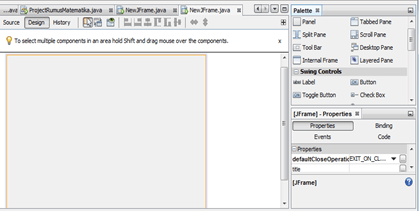 ...ava ProjectRumusMatematika.java NewJFrame.java NewJFrame.java
Source Design History
To select multiple components in an area hold Shift and drag mouse over the components.
Palette
Panel Tabbed Pane
Split Pane Scroll Pane
Tool Bar Desktop Pane
Internal Frame Layered Pane
Swing Controls
label Label Button
Toggle Button Check Box
[JFrame] - Properties
Properties Binding
Events Code
Properties
defaultCloseOperatic EXIT_ON_CL...
title
[JFrame]